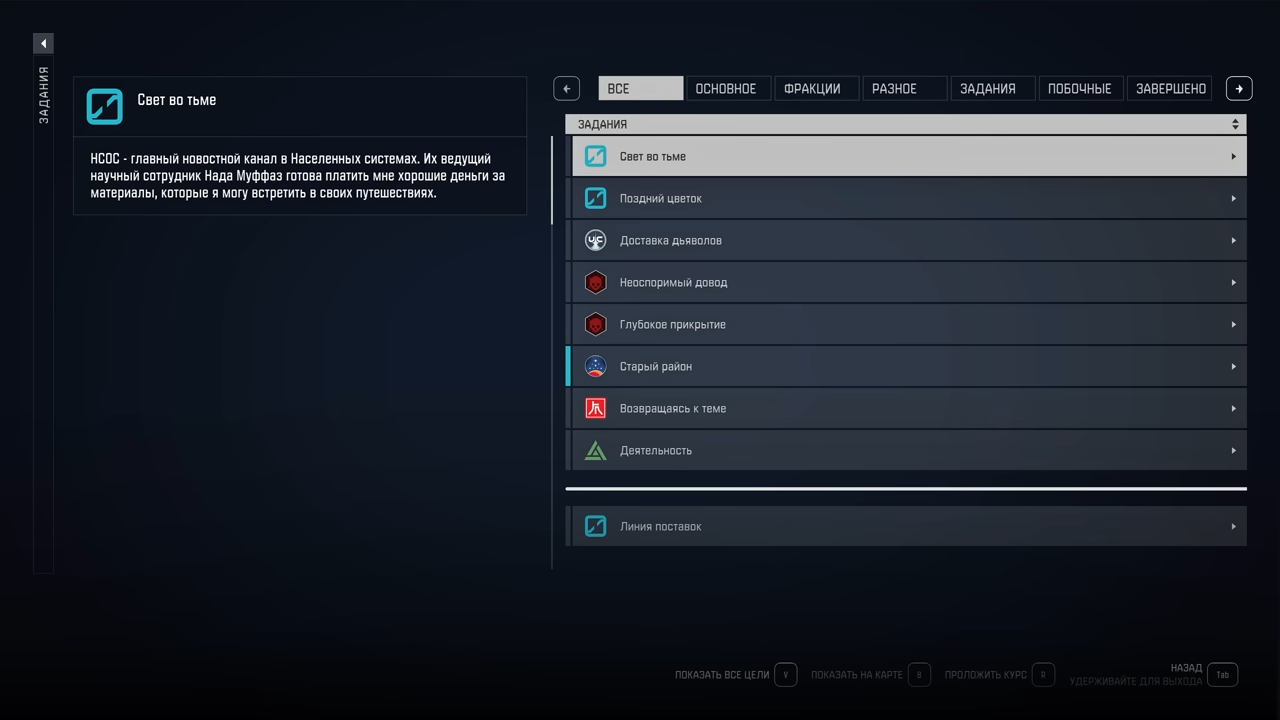 ЗАДАНИЯ
Свет во тьме
НСОС - главный новостной канал в Населенных системах. Их ведущий
научный сотрудник Нада Муффаз готова платить мне хорошие деньги за
материалы, которые я могу встретить в своих путешествиях.
ВСЕ
ОСНОВНОЕ
ФРАКЦИИ
РАЗНОЕ
ЗАДАНИЯ
ПОБОЧНЫЕ
ЗАВЕРШЕНО
ЗАДАНИЯ
Свет во тьме
Поздний цветок
Доставка дьяволов
Неоспоримый довод
Глубокое прикрытие
Старый район
Возвращаясь к теме
Деятельность
Линия поставок
ПОКАЗАТЬ ВСЕ ЦЕЛИ V
ПОКАЗАТЬ НА КАРТЕ B
ПРОЛОЖИТЬ КУРС R
НАЗАД Tab
УДЕРЖИВАЙТЕ ДЛЯ ВЫХОДА